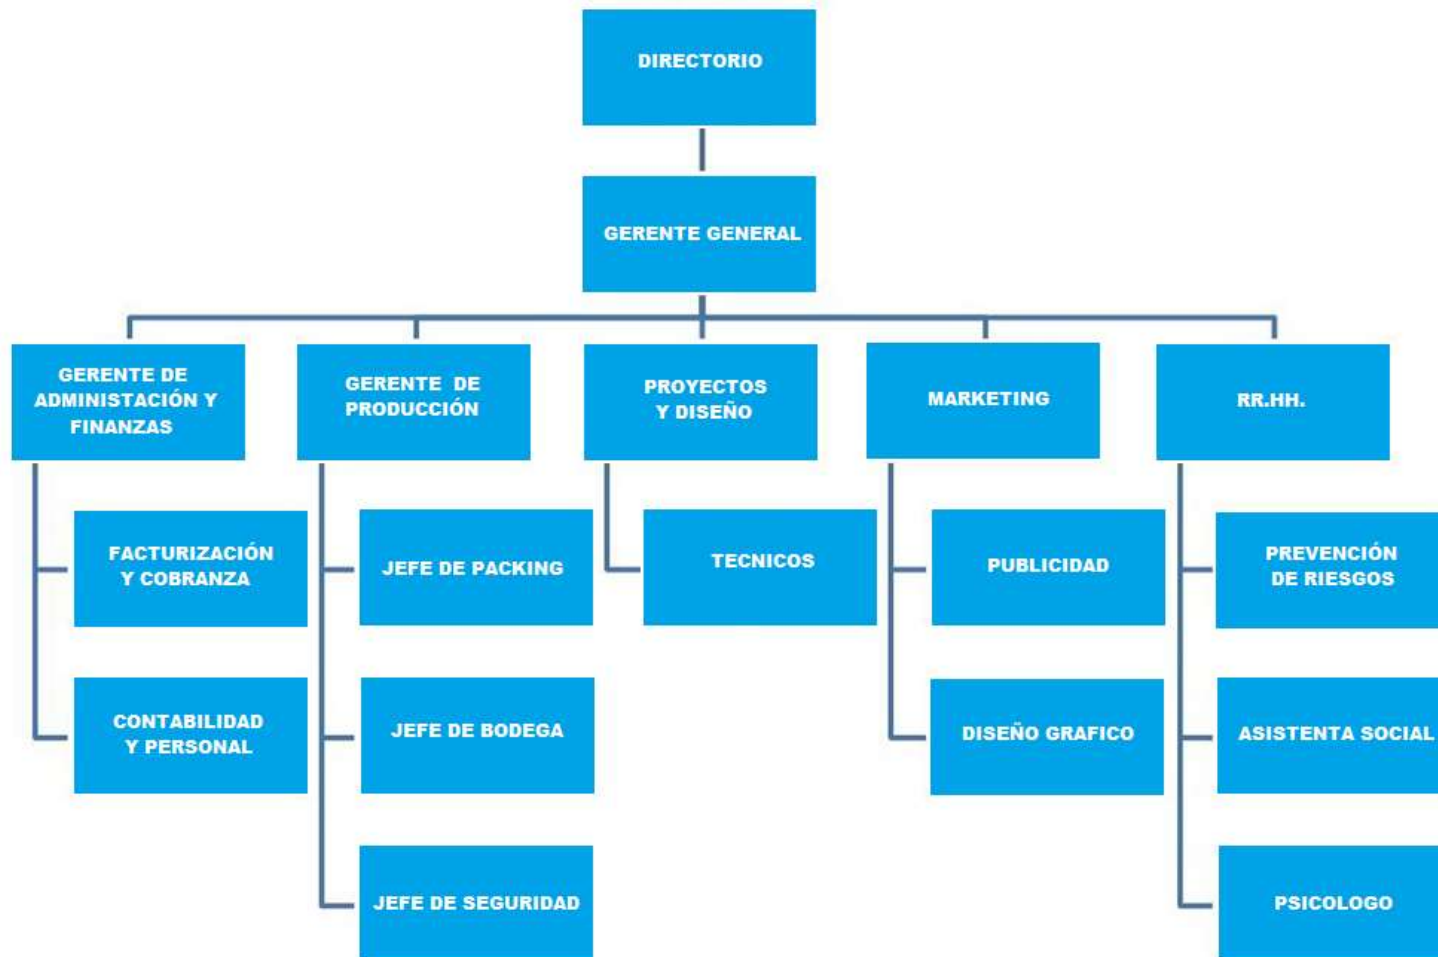 DIRECTORIO
GERENTE GENERAL
GERENTE DE
ADMINISTACIÓN Y
FINANZAS
GERENTE DE
PRODUCCIÓN
PROYECTOS
Y DISEÑO
MARKETING
RR.HH.
FACTURIZACIÓN
Y COBRANZA
JEFE DE PACKING
TECNICOS
PUBLICIDAD
PREVENCIÓN
DE RIESGOS
CONTABILIDAD
Y PERSONAL
JEFE DE BODEGA
DISEÑO GRAFICO
ASISTENTA SOCIAL
JEFE DE SEGURIDAD
PSICOLOGO